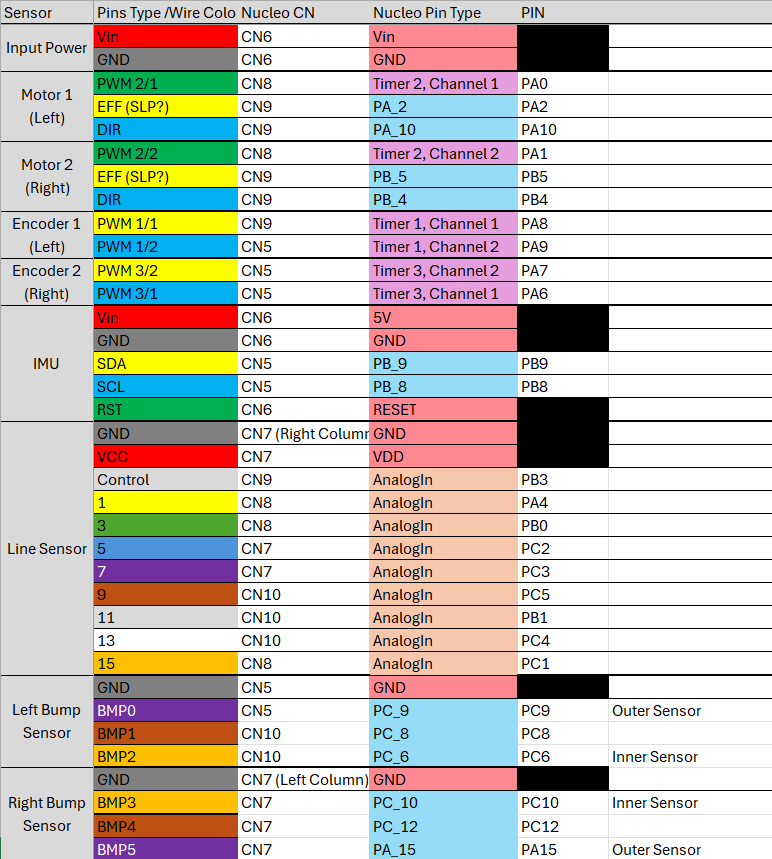 Sensor Pins Type /Wire Colo Nucleo CN Nucleo Pin Type PIN
Input Power
Vin CN6 Vin
GND CN6 GND
Motor 1
(Left)
PWM 2/1 CN8 Timer 2, Channel 1 PA0
EFF (SLP?) CN9 PA_2 PA2
DIR CN9 PA_10 PA10
Motor 2
(Right)
PWM 2/2 CN8 Timer 2, Channel 2 PA1
EFF (SLP?) CN9 PB_5 PB5
DIR CN9 PB_4 PB4
Encoder 1
(Left)
PWM 1/1 CN9 Timer 1, Channel 1 PA8
PWM 1/2 CN5 Timer 1, Channel 2 PA9
Encoder 2
(Right)
PWM 3/2 CN5 Timer 3, Channel 2 PA7
PWM 3/1 CN5 Timer 3, Channel 1 PA6
IMU
Vin CN6 5V
GND CN6 GND
SDA CN5 PB_9 PB9
SCL CN5 PB_8 PB8
RST CN6 RESET
Line Sensor
GND CN7 (Right Column GND
VCC CN7 VDD
Control CN9 AnalogIn PB3
1 CN8 AnalogIn PA4
3 CN8 AnalogIn PB0
5 CN7 AnalogIn PC2
7 CN7 AnalogIn PC3
9 CN10 AnalogIn PC5
11 CN10 AnalogIn PB1
13 CN10 AnalogIn PC4
15 CN8 AnalogIn PC1
Left Bump
Sensor
GND CN5 GND
BMP0 CN5 PC_9 PC9 Outer Sensor
BMP1 CN10 PC_8 PC8
BMP2 CN10 PC_6 PC6 Inner Sensor
Right Bump
Sensor
GND CN7 (Left Column) GND
BMP3 CN7 PC_10 PC10 Inner Sensor
BMP4 CN7 PC_12 PC12
BMP5 CN7 PA_15 PA15 Outer Sensor